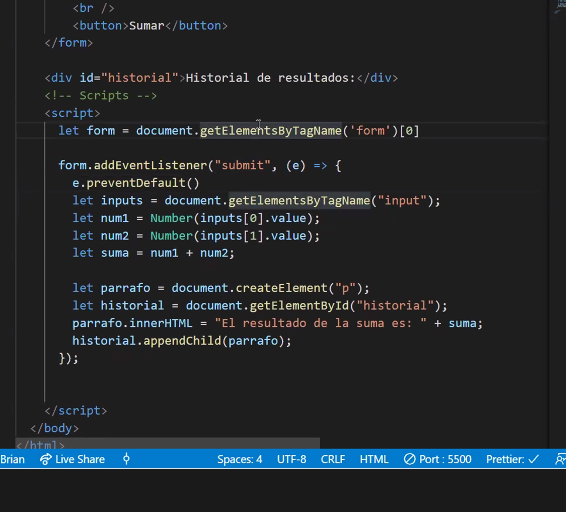 <br />
<button>Sumar</button>
</form>
<div id="historial">Historial de resultados:</div>
<!-- Scripts -->
<script>
let form = document.getElementsByTagName('form')[0]
form.addEventListener("submit", (e) => {
e.preventDefault()
let inputs = document.getElementsByTagName("input");
let num1 = Number(inputs[0].value);
let num2 = Number(inputs[1].value);
let suma = num1 + num2;
let parrafo = document.createElement("p");
let historial = document.getElementById("historial");
parrafo.innerHTML = "El resultado de la suma es: " + suma;
historial.appendChild(parrafo);
});
</script>
</body>
</html>
Brian Live Share Spaces: 4 UTF-8 CRLF HTML Port : 5500 Prettier: ✓